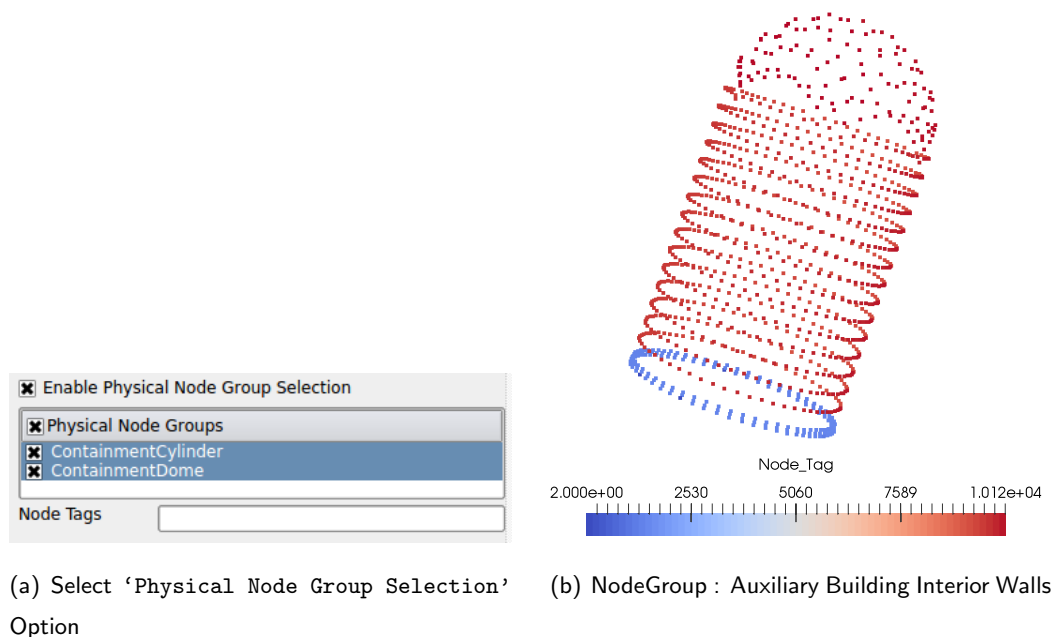 Enable Physical Node Group Selection
Physical Node Groups
ContainmentCylinder
ContainmentDome
Node Tags
Node_Tag
2.000e+00 2530 5060 7589 1.012e+04
(a) Select ‘Physical Node Group Selection’
Option
(b) NodeGroup : Auxiliary Building Interior Walls